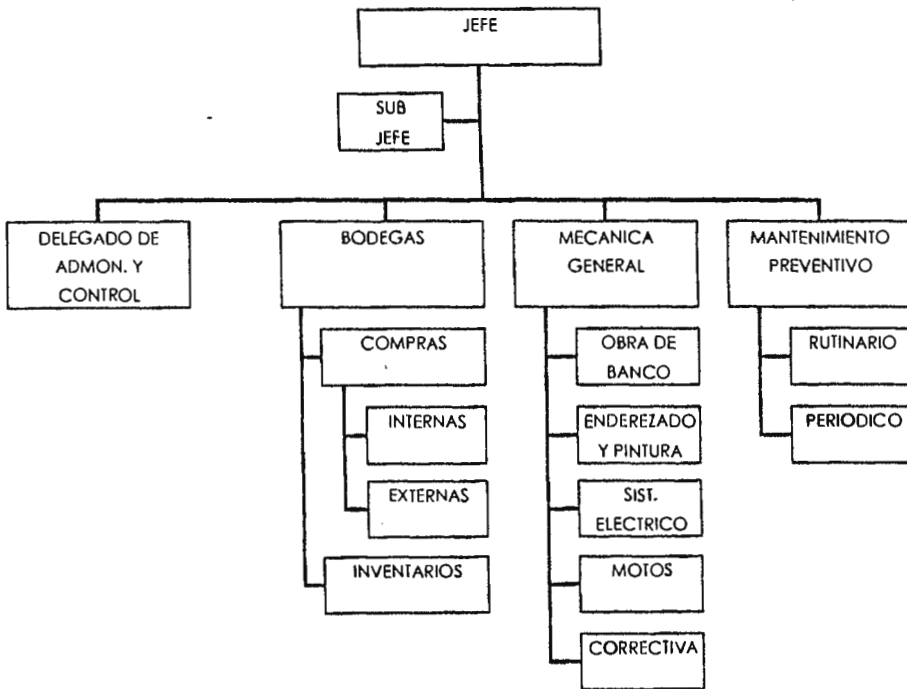 JEFE
SUB
JEFE
DELEGADO DE
ADMON. Y
CONTROL
BODEGAS
COMPRAS
INTERNAS
EXTERNAS
INVENTARIOS
MECANICA
GENERAL
OBRA DE
BANCO
ENDEREZADO
Y PINTURA
SIST.
ELECTRICO
MOTOS
CORRECTIVA
MANTENIMIENTO
PREVENTIVO
RUTINARIO
PERIODICO